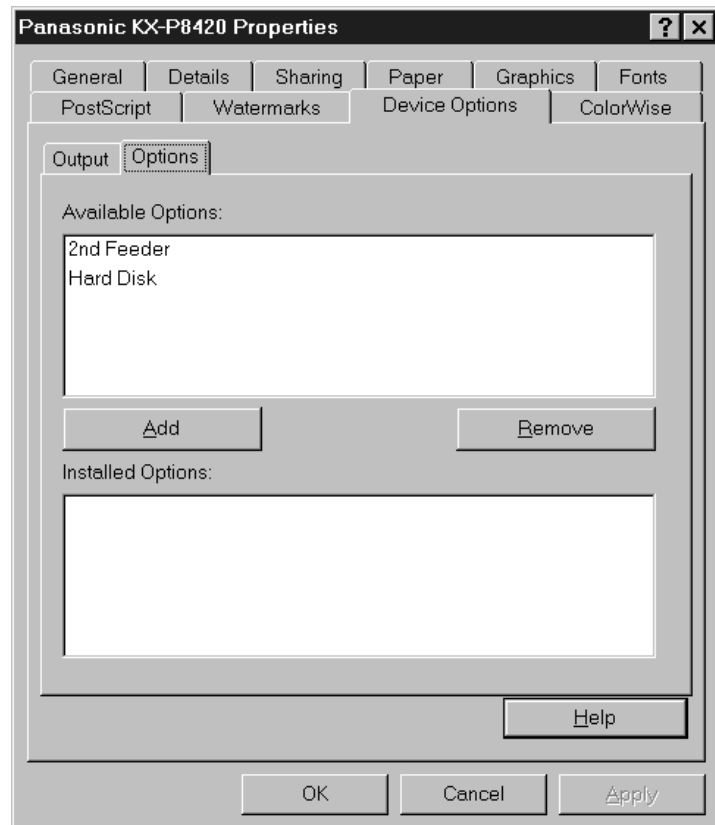 Panasonic KX-P8420 Properties ? ×
General Details Sharing Paper Graphics Fonts
PostScript Watermarks Device Options ColorWise
Output Options
Available Options:
2nd Feeder
Hard Disk
Add Remove
Installed Options:
Help
OK Cancel Apply